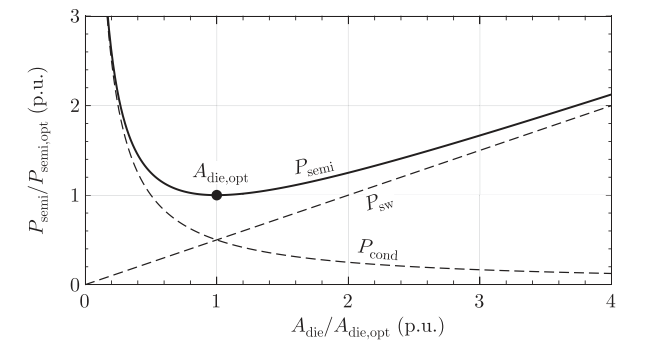 3
2
1
0
P_semi/P_semi,opt (p.u.)
A_die,opt
P_semi
P_sw
P_cond
0 1 2 3 4
A_die/A_die,opt (p.u.)